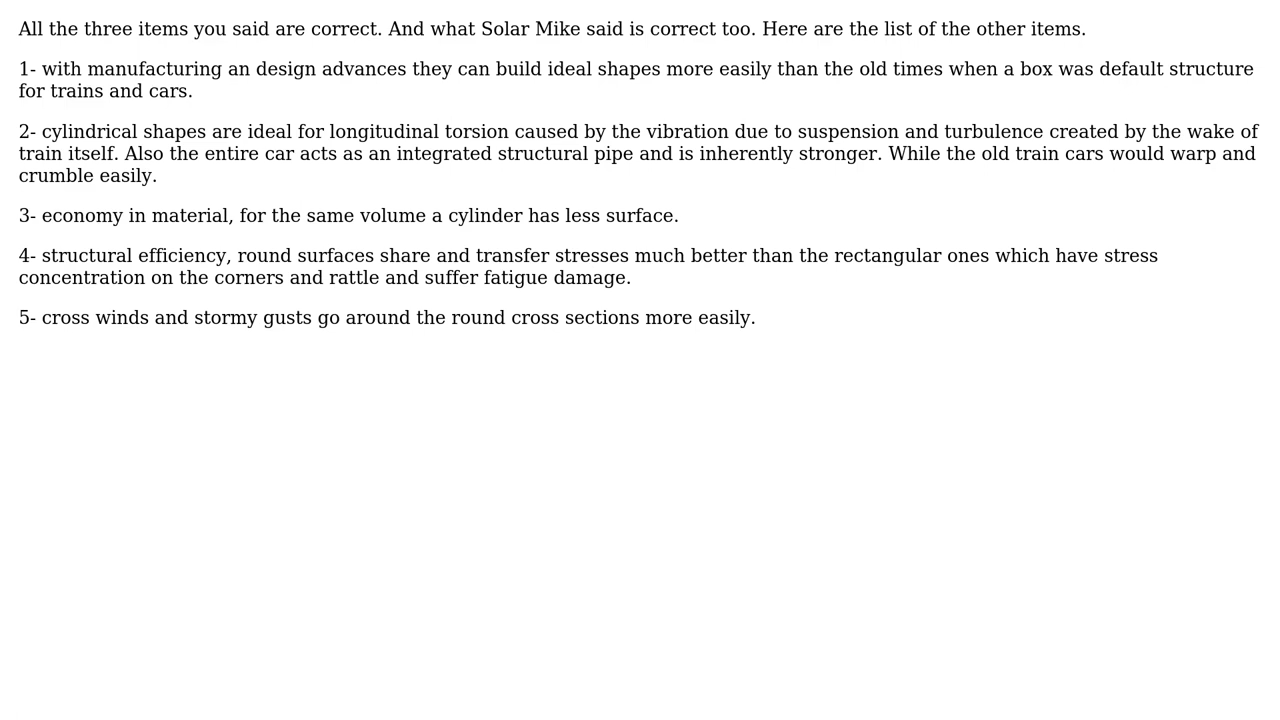 All the three items you said are correct. And what Solar Mike said is correct too. Here are the list of the other items.
1- with manufacturing an design advances they can build ideal shapes more easily than the old times when a box was default structure
for trains and cars.
2- cylindrical shapes are ideal for longitudinal torsion caused by the vibration due to suspension and turbulence created by the wake of
train itself. Also the entire car acts as an integrated structural pipe and is inherently stronger. While the old train cars would warp and
crumble easily.
3- economy in material, for the same volume a cylinder has less surface.
4- structural efficiency, round surfaces share and transfer stresses much better than the rectangular ones which have stress
concentration on the corners and rattle and suffer fatigue damage.
5- cross winds and stormy gusts go around the round cross sections more easily.